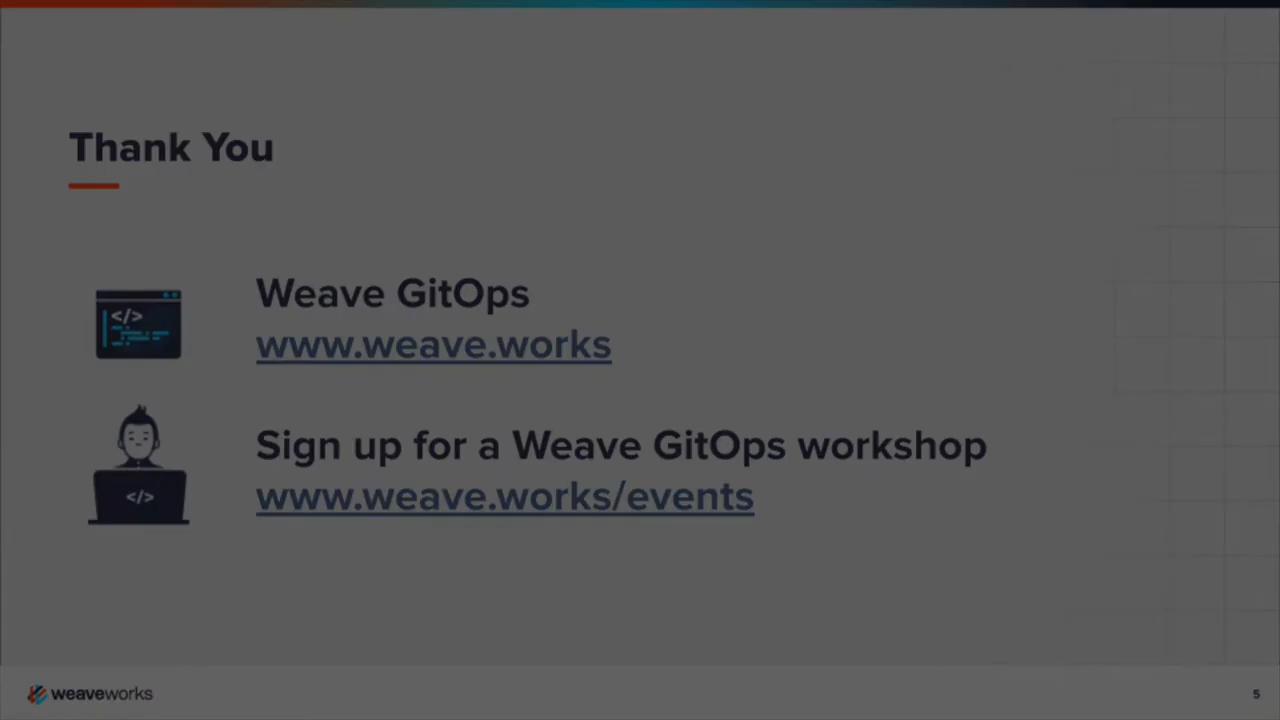 Thank You
Weave GitOps
www.weave.works
</>
Sign up for a Weave GitOps workshop
www.weave.works/events
</>
weaveworks
5